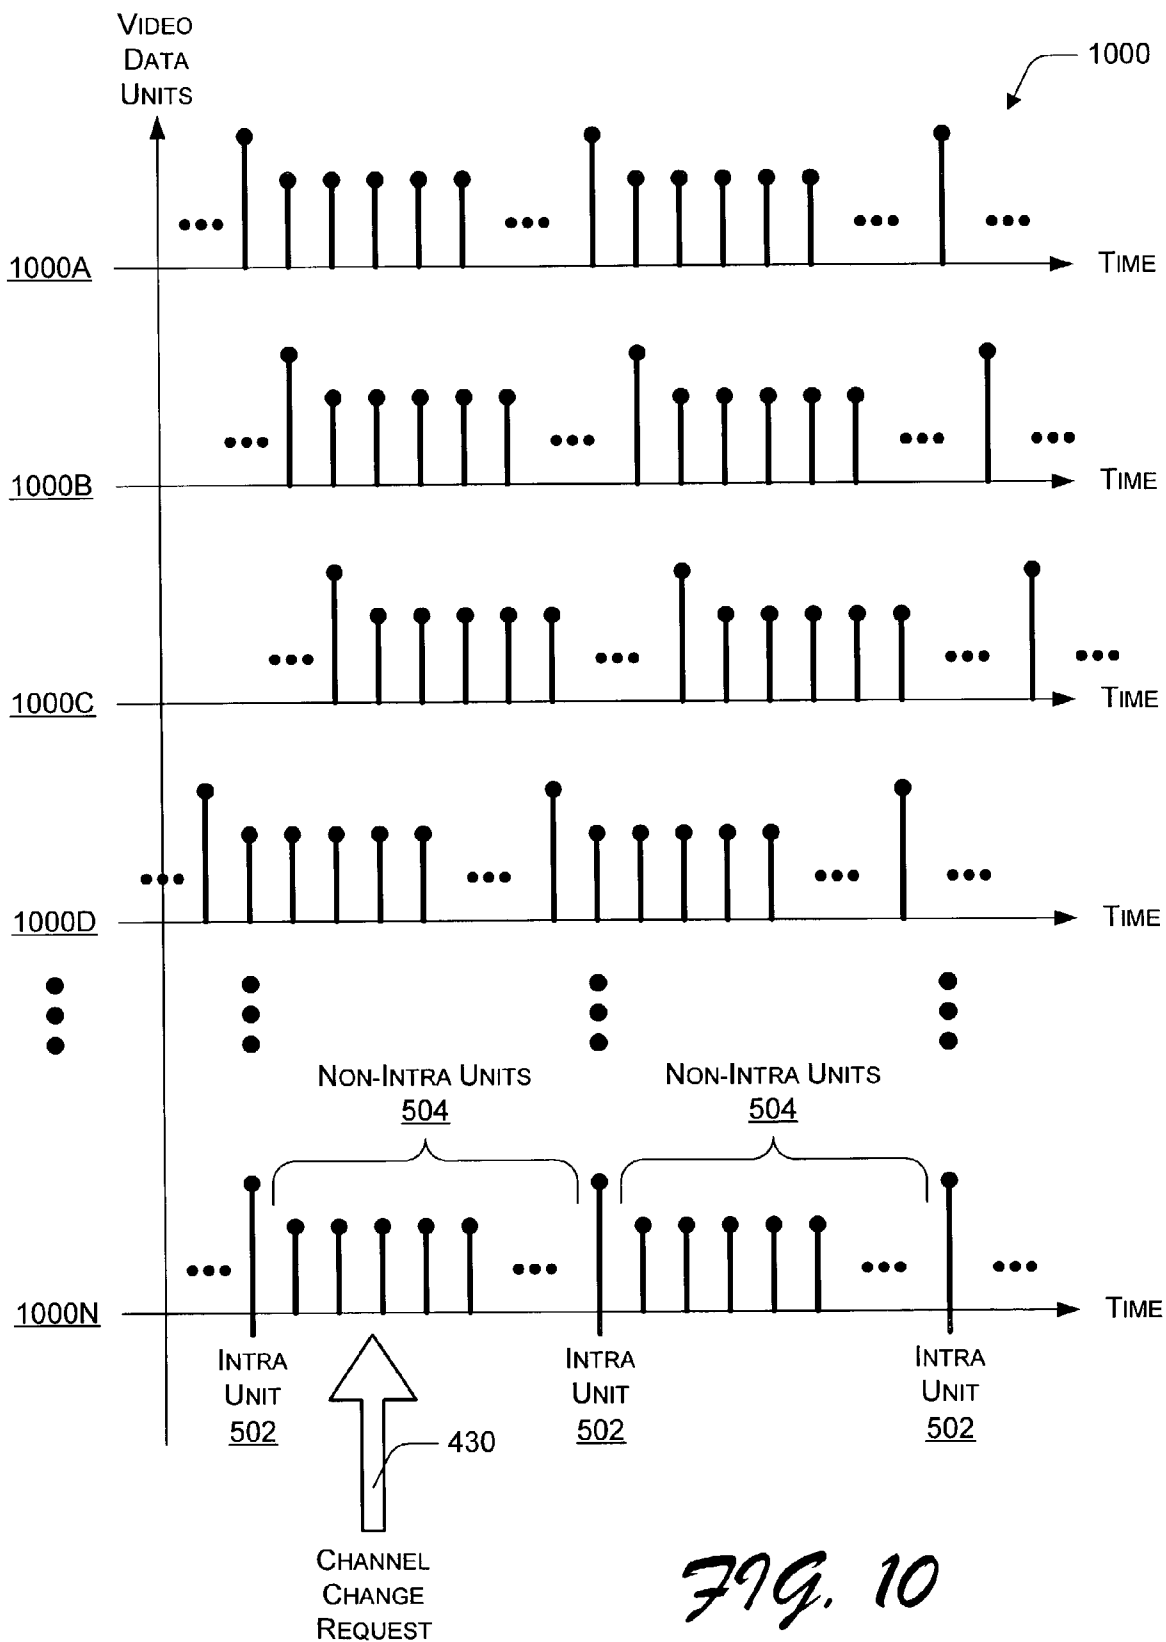 VIDEO
DATA
UNITS
1000
1000A
TIME
1000B
TIME
1000C
TIME
1000D
TIME
NON-INTRA UNITS
504
NON-INTRA UNITS
504
1000N
TIME
INTRA
UNIT
502
INTRA
UNIT
502
INTRA
UNIT
502
430
CHANNEL
CHANGE
REQUEST
FIG. 10